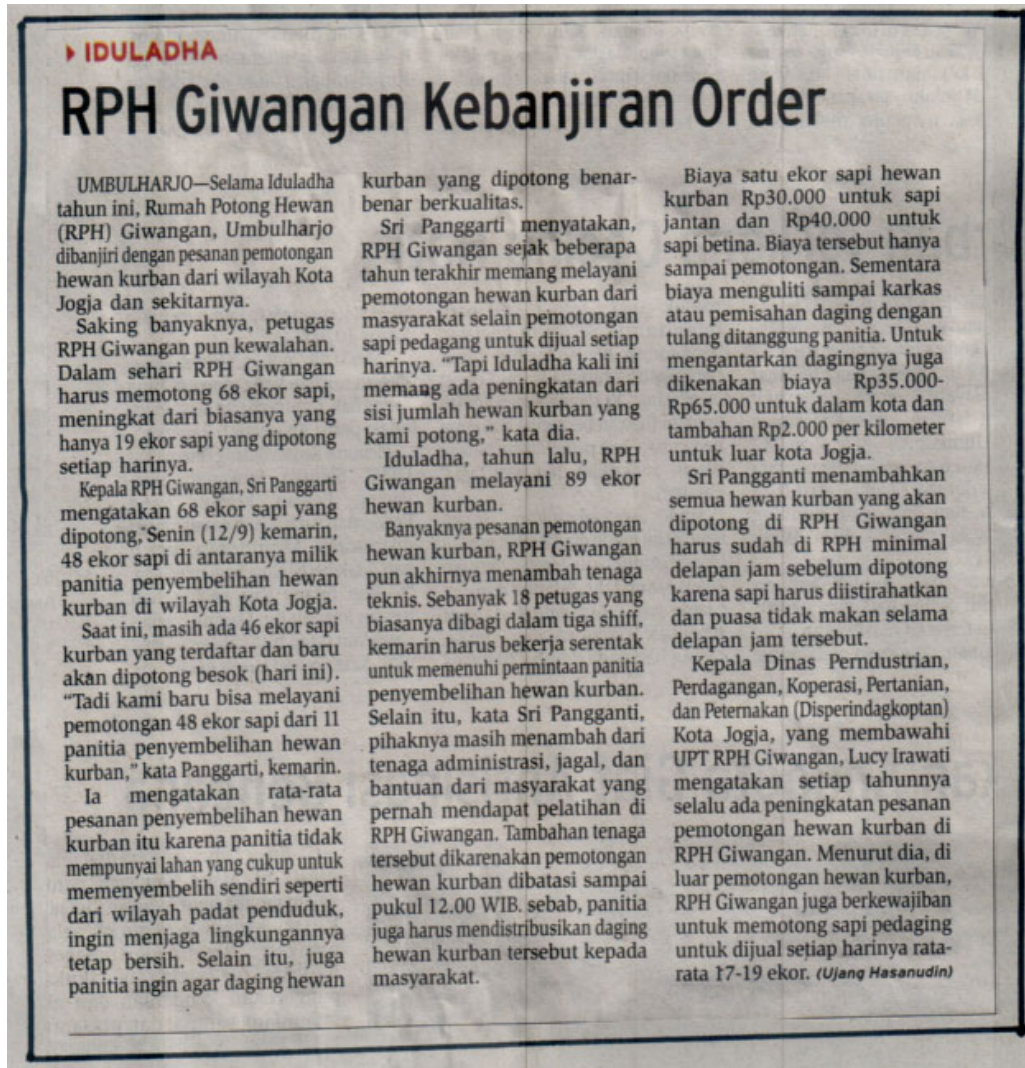 IDULADHA
RPH Giwangan Kebanjiran Order
UMBULHARJO—Selama Iduladha
tahun ini, Rumah Potong Hewan
(RPH) Giwangan, Umbulharjo
dibanjiri dengan pesanan pemotongan
hewan kurban dari wilayah Kota
Jogja dan sekitarnya.
Saking banyaknya, petugas
RPH Giwangan pun kewalahan.
Dalam sehari RPH Giwangan
harus memotong 68 ekor sapi,
meningkat dari biasanya yang
hanya 19 ekor sapi yang dipotong
setiap harinya.
Kepala RPH Giwangan, Sri Panggarti
mengatakan 68 ekor sapi yang
dipotong, Senin (12/9) kemarin,
48 ekor sapi di antaranya milik
panitia penyembelihan hewan
kurban di wilayah Kota Jogja.
Saat ini, masih ada 46 ekor sapi
kurban yang terdaftar dan baru
akan dipotong besok (hari ini).
“Tadi kami baru bisa melayani
pemotongan 48 ekor sapi dari 11
panitia penyembelihan hewan
kurban,” kata Panggarti, kemarin.
Ia mengatakan rata-rata
pesanan penyembelihan hewan
kurban itu karena panitia tidak
mempunyai lahan yang cukup untuk
memenyembelih sendiri seperti
dari wilayah padat penduduk,
ingin menjaga lingkungannya
tetap bersih. Selain itu, juga
panitia ingin agar daging hewan
kurban yang dipotong benar-
benar berkualitas.
Sri Panggarti menyatakan,
RPH Giwangan sejak beberapa
tahun terakhir memang melayani
pemotongan hewan kurban dari
masyarakat selain pemotongan
sapi pedagang untuk dijual setiap
harinya. “Tapi Iduladha kali ini
memang ada peningkatan dari
sisi jumlah hewan kurban yang
kami potong,” kata dia.
Iduladha, tahun lalu, RPH
Giwangan melayani 89 ekor
hewan kurban.
Banyaknya pesanan pemotongan
hewan kurban, RPH Giwangan
pun akhirnya menambah tenaga
teknis. Sebanyak 18 petugas yang
biasanya dibagi dalam tiga shiff,
kemarin harus bekerja serentak
untuk memenuhi permintaan panitia
penyembelihan hewan kurban.
Selain itu, kata Sri Pangganti,
pihaknya masih menambah dari
tenaga administrasi, jagal, dan
bantuan dari masyarakat yang
pernah mendapat pelatihan di
RPH Giwangan. Tambahan tenaga
tersebut dikarenakan pemotongan
hewan kurban dibatasi sampai
pukul 12.00 WIB. sebab, panitia
juga harus mendistribusikan daging
hewan kurban tersebut kepada
masyarakat.
Biaya satu ekor sapi hewan
kurban Rp30.000 untuk sapi
jantan dan Rp40.000 untuk
sapi betina. Biaya tersebut hanya
sampai pemotongan. Sementara
biaya menguliti sampai karkas
atau pemisahan daging dengan
tulang ditanggung panitia. Untuk
mengantarkan dagingnya juga
dikenakan biaya Rp35.000-
Rp65.000 untuk dalam kota dan
tambahan Rp2.000 per kilometer
untuk luar kota Jogja.
Sri Pangganti menambahkan
semua hewan kurban yang akan
dipotong di RPH Giwangan
harus sudah di RPH minimal
delapan jam sebelum dipotong
karena sapi harus diistirahatkan
dan puasa tidak makan selama
delapan jam tersebut.
Kepala Dinas Perndustrian,
Perdagangan, Koperasi, Pertanian,
dan Peternakan (Disperindagkoptan)
Kota Jogja, yang membawahi
UPT RPH Giwangan, Lucy Irawati
mengatakan setiap tahunnya
selalu ada peningkatan pesanan
pemotongan hewan kurban di
RPH Giwangan. Menurut dia, di
luar pemotongan hewan kurban,
RPH Giwangan juga berkewajiban
untuk memotong sapi pedaging
untuk dijual setiap harinya rata-
rata 17-19 ekor. (Ujang Hasanudin)